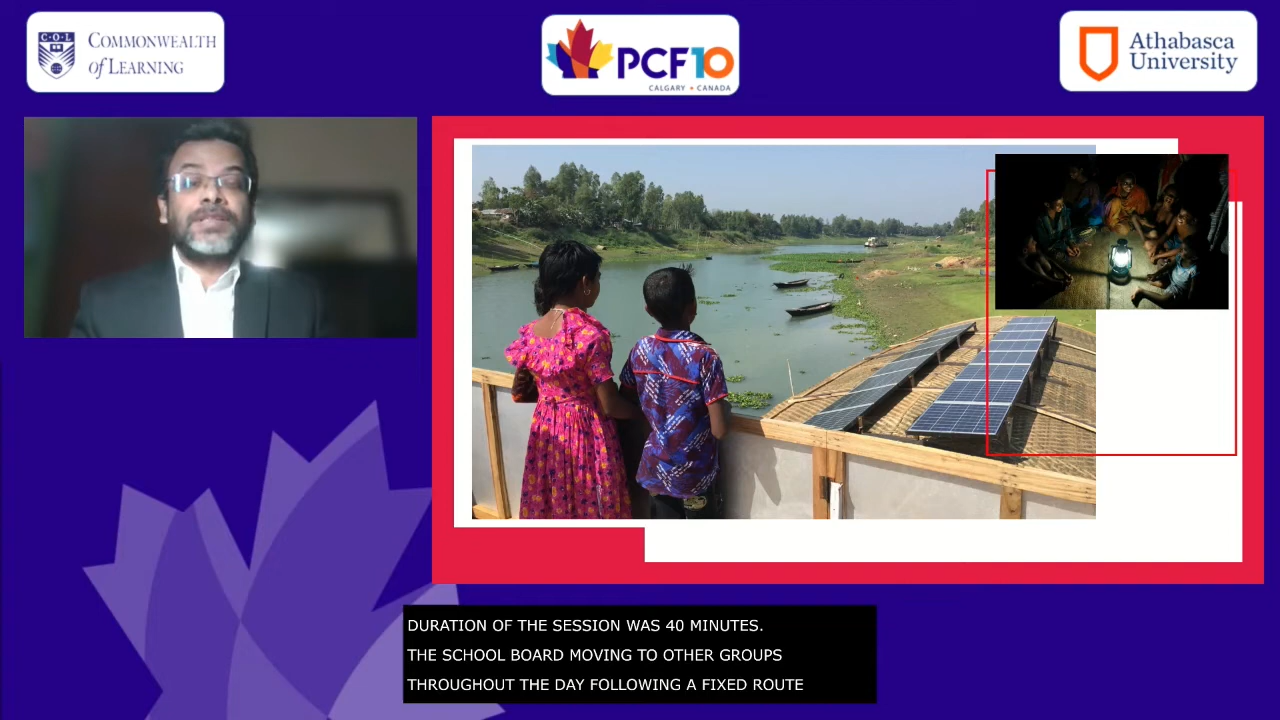 C·O·L
COMMONWEALTH
of LEARNING
PCF10
CALGARY • CANADA
Athabasca
University
DURATION OF THE SESSION WAS 40 MINUTES.
THE SCHOOL BOARD MOVING TO OTHER GROUPS
THROUGHOUT THE DAY FOLLOWING A FIXED ROUTE